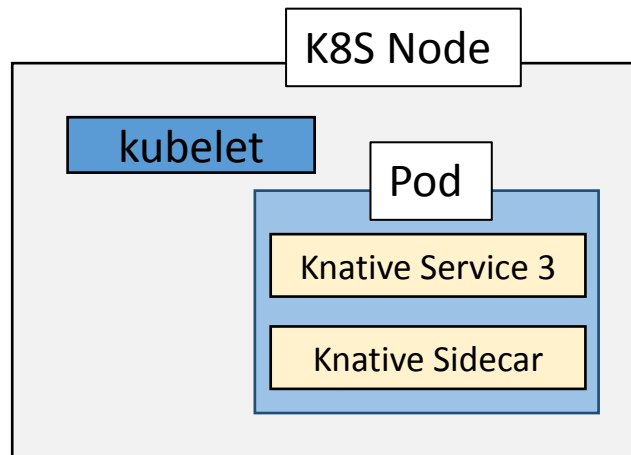 K8S Node
kubelet
Pod
Knative Service 3
Knative Sidecar